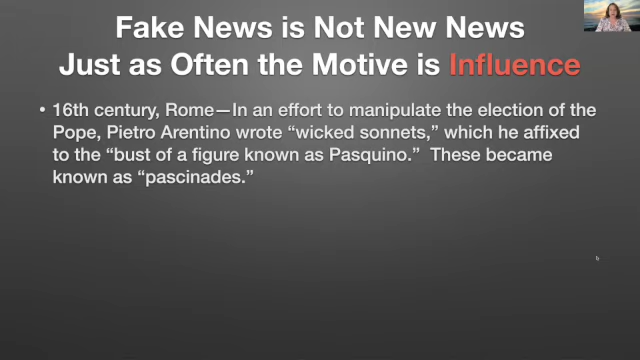 Fake News is Not New News
Just as Often the Motive is Influence
• 16th century, Rome—In an effort to manipulate the election of the
Pope, Pietro Arentino wrote “wicked sonnets,” which he affixed
to the “bust of a figure known as Pasquino.” These became
known as “pascinades.”